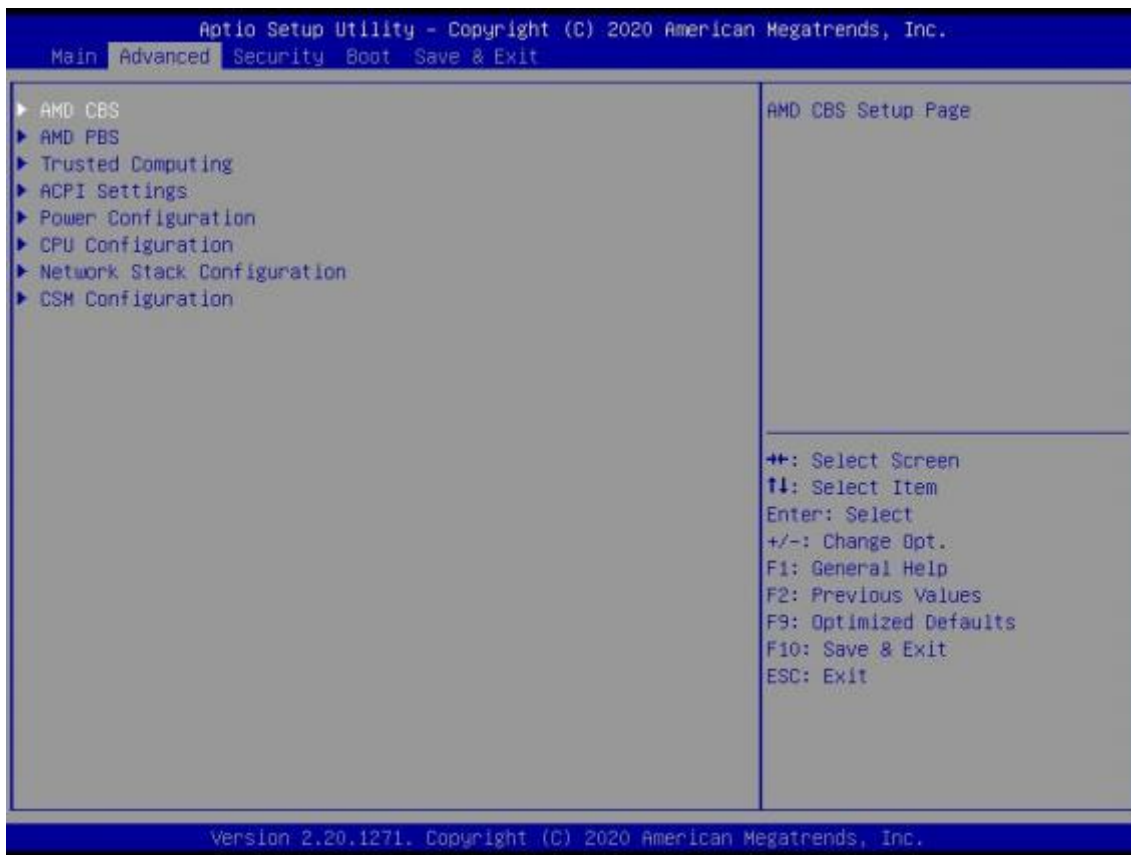 Aptio Setup Utility – Copyright (C) 2020 American Megatrends, Inc.
Main Advanced Security Boot Save & Exit
AMD CBS
AMD PBS
Trusted Computing
ACPI Settings
Power Configuration
CPU Configuration
Network Stack Configuration
CSM Configuration
AMD CBS Setup Page
→←: Select Screen
↑↓: Select Item
Enter: Select
+/-: Change Opt.
F1: General Help
F2: Previous Values
F9: Optimized Defaults
F10: Save & Exit
ESC: Exit
Version 2.20.1271. Copyright (C) 2020 American Megatrends, Inc.